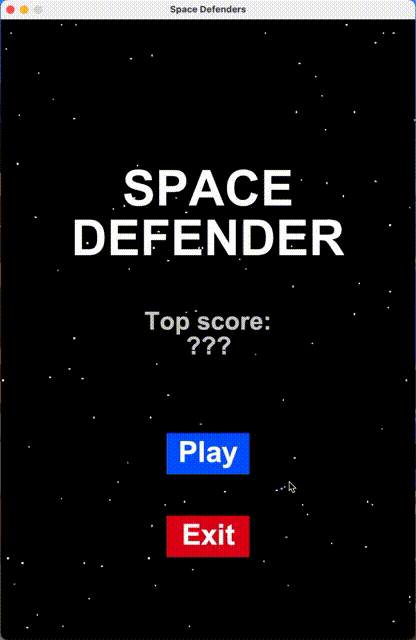 Space Defenders
SPACE
DEFENDER
Top score:
???
Play
Exit